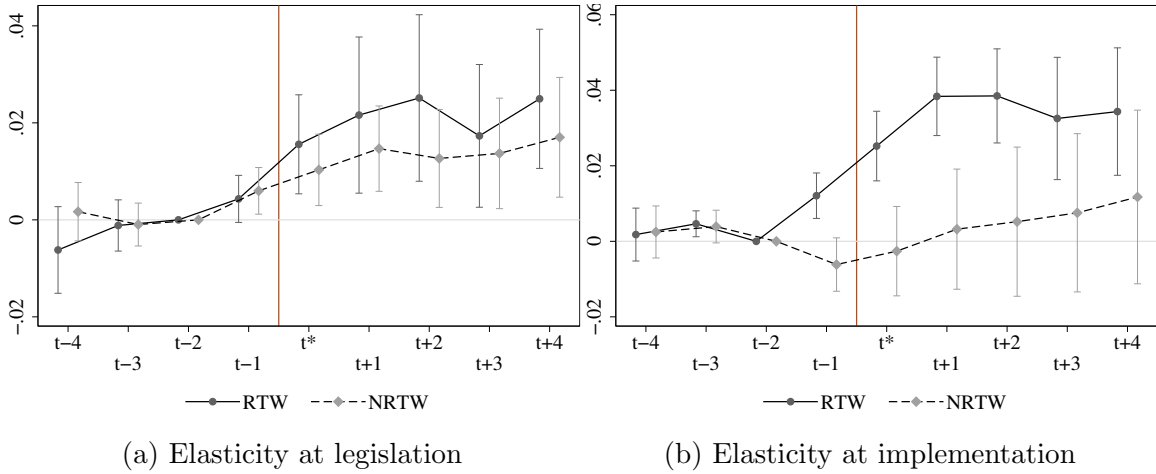 .04
.02
0
-.02
t-4
t-3
t-2
t-1
t*
t+1
t+2
t+3
t+4
RTW
NRTW
(a) Elasticity at legislation
.06
.04
.02
0
-.02
t-4
t-3
t-2
t-1
t*
t+1
t+2
t+3
t+4
RTW
NRTW
(b) Elasticity at implementation